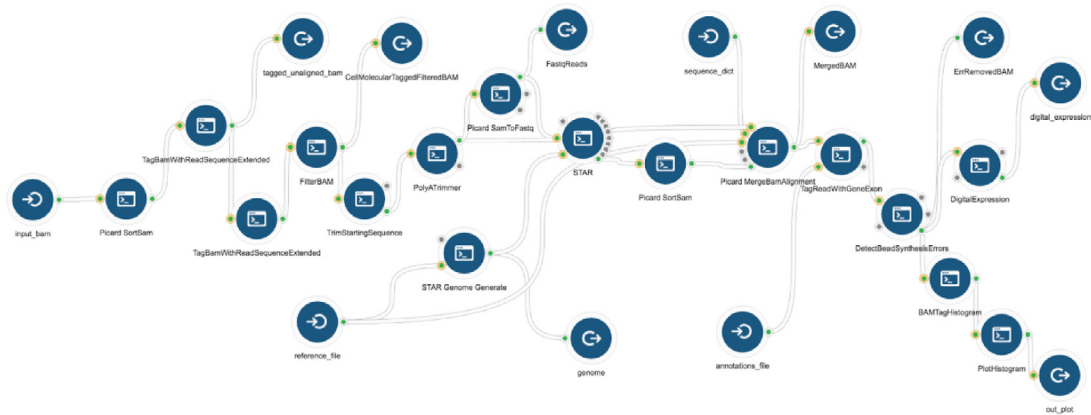 tagged_unaligned_bam
CellMolecularTaggedFilteredBAM
FastqReads
sequence_dict
MergedBAM
ErrRemovedBAM
digital_expression
TagBamWithReadSequenceExtended
FilterBAM
Picard SamToFastq
PolyATrimmer
STAR
Picard SortSam
Picard MergeBamAlignment
TagReadWithGeneExon
DigitalExpression
input_bam
Picard SortSam
TagBamWithReadSequenceExtended
TrimStartingSequence
DetectBeadSynthesisErrors
STAR Genome Generate
BAMTagHistogram
reference_file
genome
annotations_file
PlotHistogram
out_plot